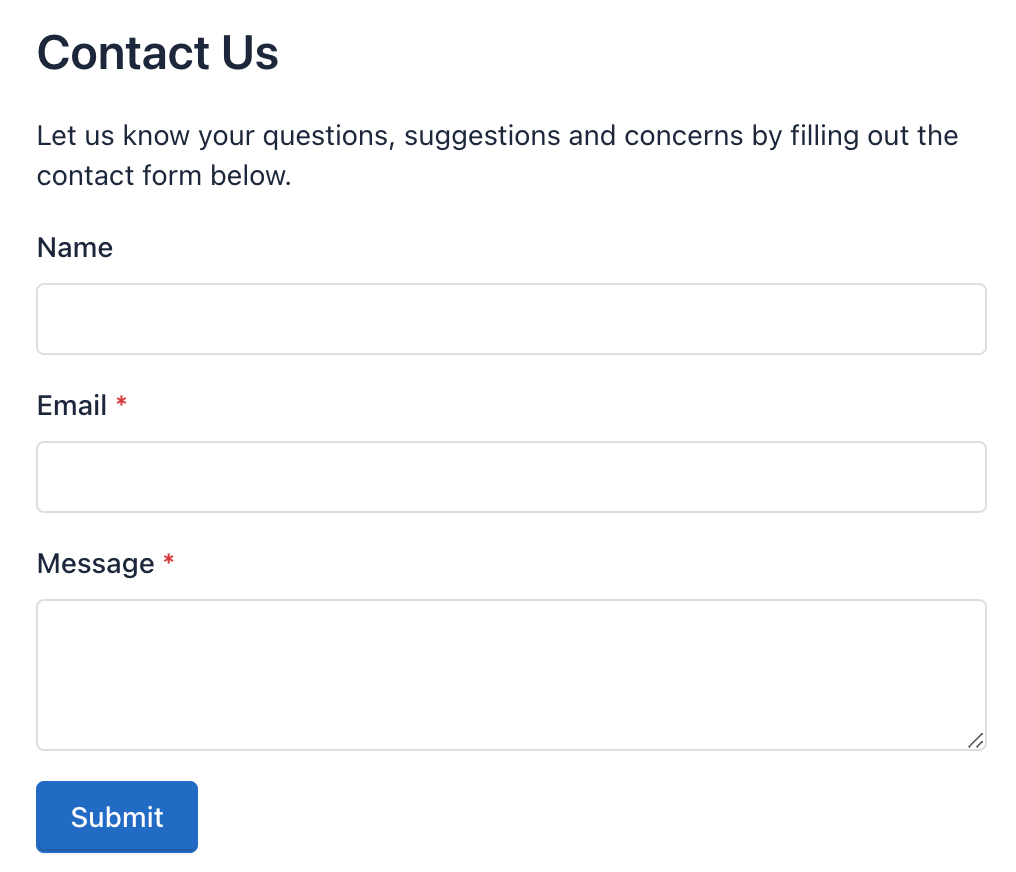 Contact Us
Let us know your questions, suggestions and concerns by filling out the
contact form below.
Name
Email *
Message *
Submit